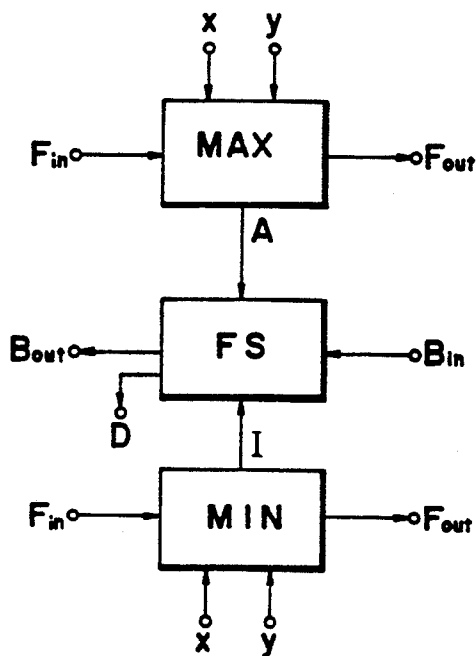 x y
Fin MAX Fout
A
Bout FS Bin
D
I
Fin MIN Fout
x y